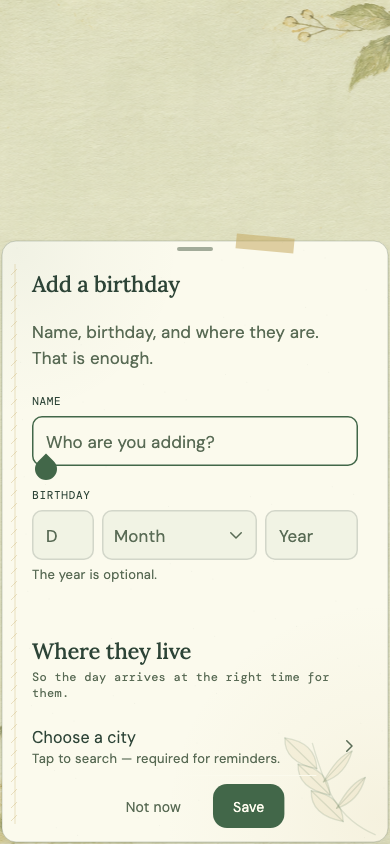 Add a birthday
Name, birthday, and where they are.
That is enough.
NAME
Who are you adding?
BIRTHDAY
D
Month
Year
The year is optional.
Where they live
So the day arrives at the right time for
them.
Choose a city
Tap to search — required for reminders.
Not now
Save